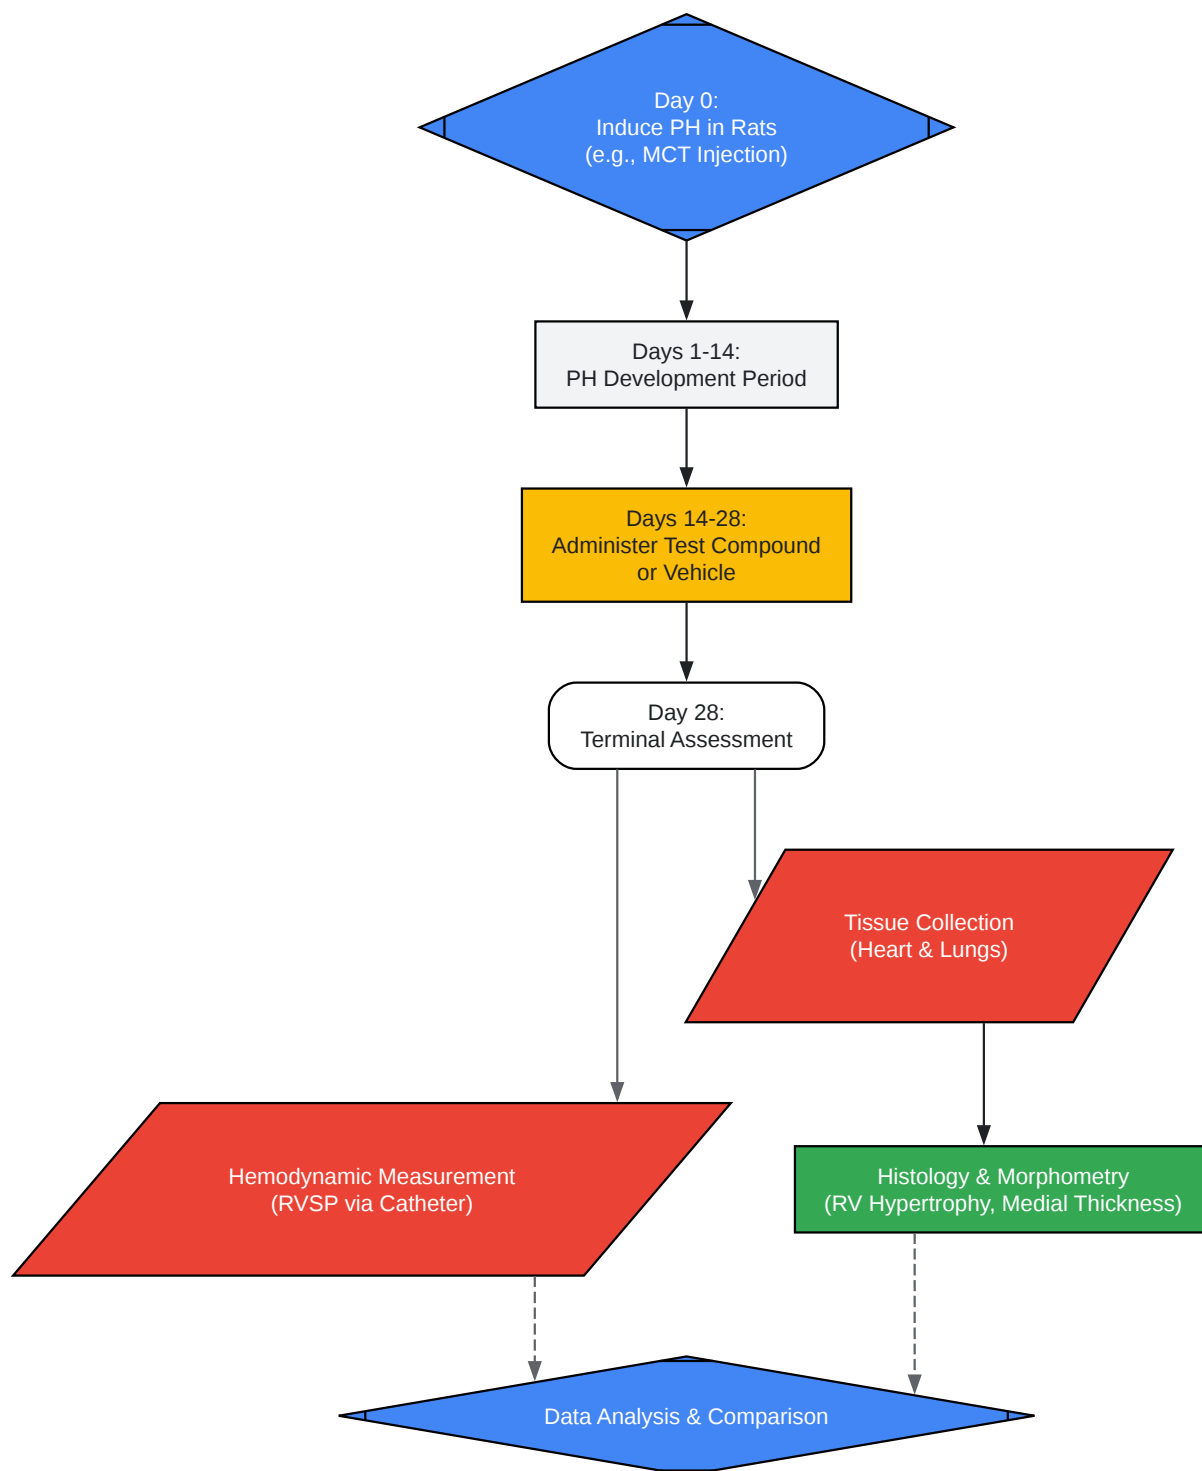 Day 0:
Induce PH in Rats
(e.g., MCT Injection)
Days 1-14:
PH Development Period
Days 14-28:
Administer Test Compound
or Vehicle
Day 28:
Terminal Assessment
Tissue Collection
(Heart & Lungs)
Hemodynamic Measurement
(RVSP via Catheter)
Histology & Morphometry
(RV Hypertrophy, Medial Thickness)
Data Analysis & Comparison